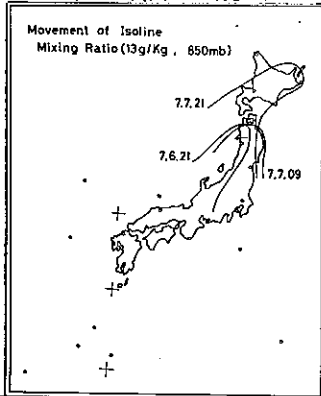 Movement of Isoline
Mixing Ratio (13g/Kg , 850mb)
7.7.21
7.6.21
7.7.09